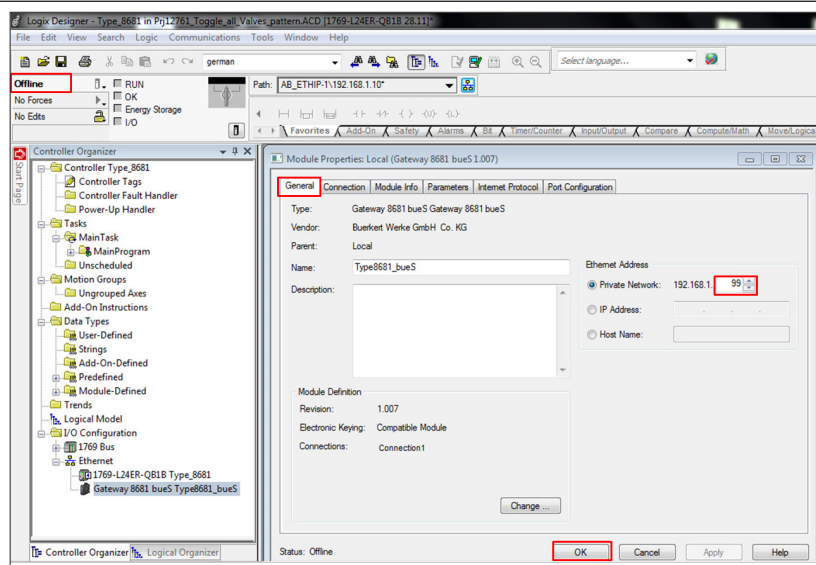 Logix Designer - Type_8681 in Prj12761_Toggle_all_Valves_pattern.ACD [1769-L24ER-QB1B 28.11]*
File Edit View Search Logic Communications Tools Window Help
german
Select language...
Offline
RUN
No Forces
OK
Energy Storage
No Edits
I/O
Path: AB_ETHIP-1\192.168.1.10*
Favorites Add-On Safety Alarms Bit Timer/Counter Input/Output Compare Compute/Math Move/Logica
Start Page
Controller Organizer
Controller Type_8681
Controller Tags
Controller Fault Handler
Power-Up Handler
Tasks
MainTask
MainProgram
Unscheduled
Motion Groups
Ungrouped Axes
Add-On Instructions
Data Types
User-Defined
Strings
Add-On-Defined
Predefined
Module-Defined
Trends
Logical Model
I/O Configuration
1769 Bus
Ethernet
1769-L24ER-QB1B Type_8681
Gateway 8681 bueS Type8681_bueS
Controller Organizer Logical Organizer
Module Properties: Local (Gateway 8681 bueS 1.007)
General Connection Module Info Parameters Internet Protocol Port Configuration
Type: Gateway 8681 bueS Gateway 8681 bueS
Vendor: Buerkert Werke GmbH Co. KG
Parent: Local
Name: Type8681_bueS
Description:
Ethernet Address
Private Network: 192.168.1. 99
IP Address: . . .
Host Name:
Module Definition
Revision: 1.007
Electronic Keying: Compatible Module
Connections: Connection1
Change ...
Status: Offline
OK Cancel Apply Help